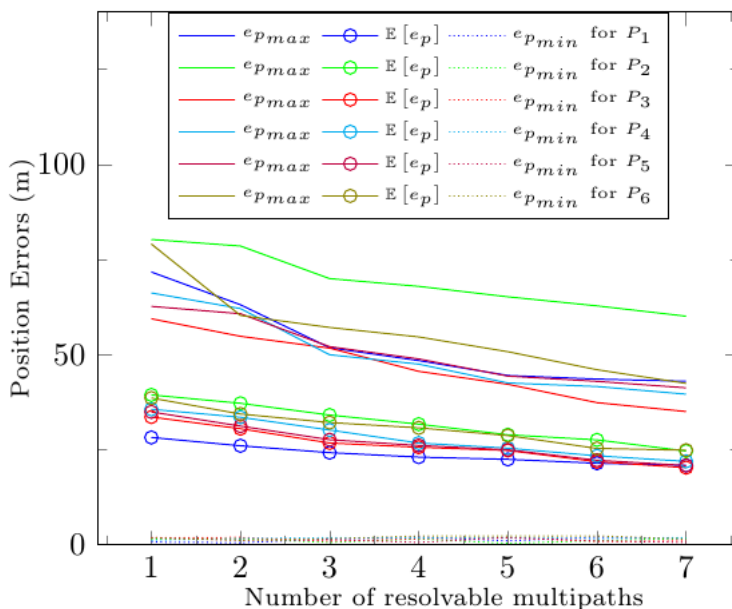 e_{p_{max}} 𝔼 [e_p] e_{p_{min}} for P_1
e_{p_{max}} 𝔼 [e_p] e_{p_{min}} for P_2
e_{p_{max}} 𝔼 [e_p] e_{p_{min}} for P_3
e_{p_{max}} 𝔼 [e_p] e_{p_{min}} for P_4
e_{p_{max}} 𝔼 [e_p] e_{p_{min}} for P_5
e_{p_{max}} 𝔼 [e_p] e_{p_{min}} for P_6
Position Errors (m)
100
50
0
1 2 3 4 5 6 7
Number of resolvable multipaths